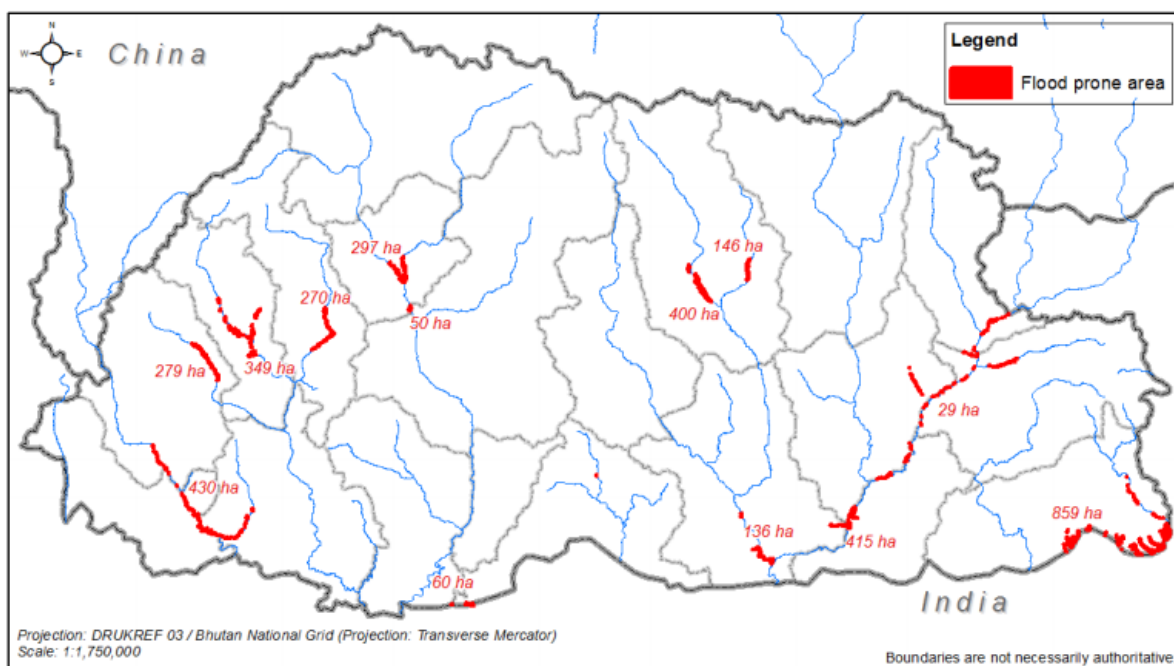 N
W E
S
China
Legend
Flood prone area
297 ha
146 ha
270 ha
400 ha
50 ha
279 ha
349 ha
29 ha
430 ha
859 ha
136 ha
415 ha
60 ha
India
Projection: DRUKREF 03 / Bhutan National Grid (Projection: Transverse Mercator)
Scale: 1:1,750,000
Boundaries are not necessarily authoritative